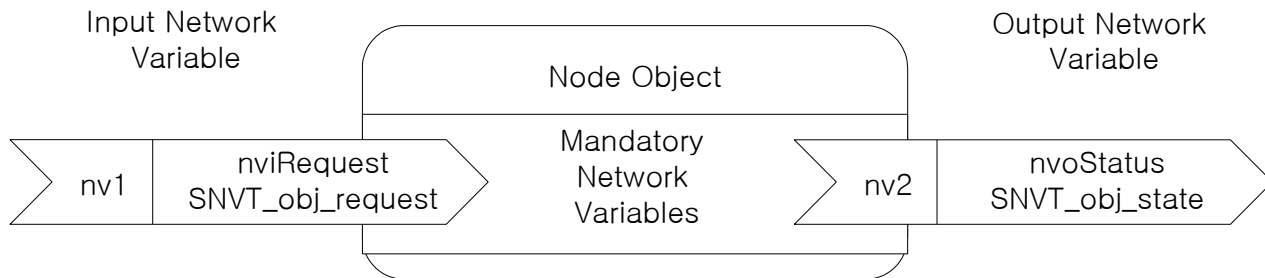 Input Network
Variable
Output Network
Variable
Node Object
Mandatory
Network
Variables
nv1
nviRequest
SNVT_obj_request
nv2
nvoStatus
SNVT_obj_state